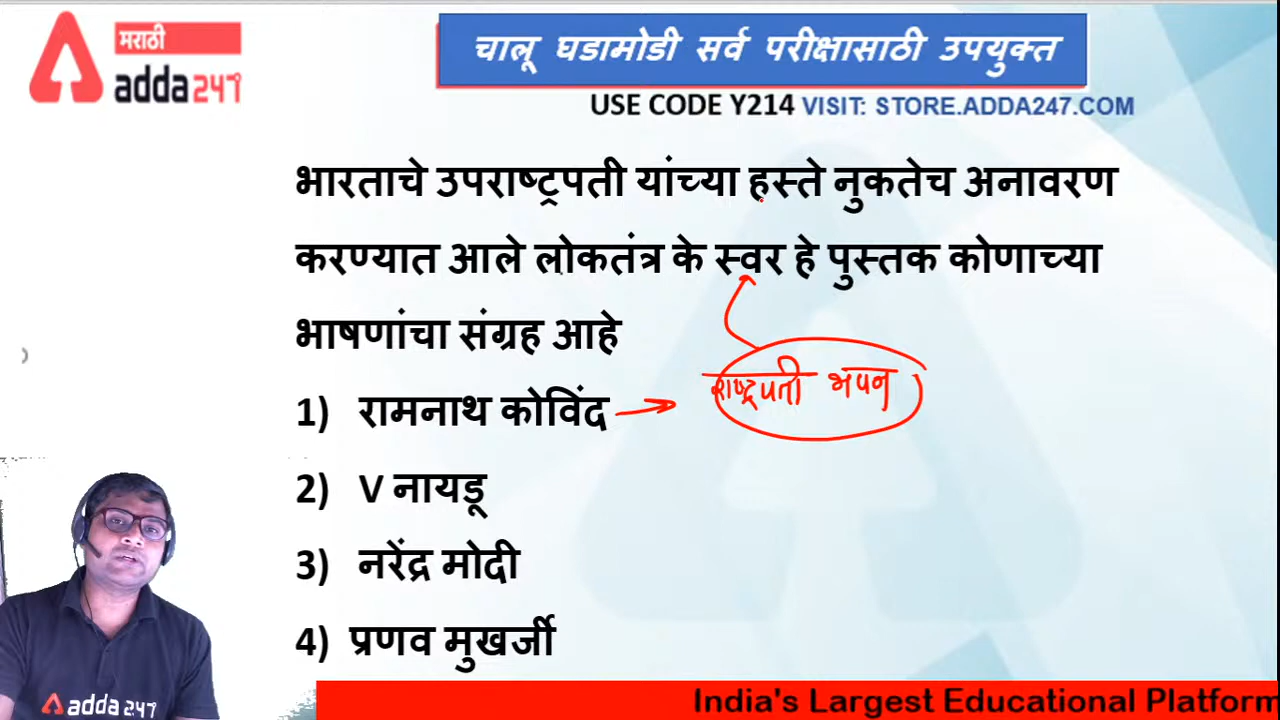 मराठी
adda247
चालू घडामोडी सर्व परीक्षासाठी उपयुक्त
USE CODE Y214 VISIT: STORE.ADDA247.COM
भारताचे उपराष्ट्रपती यांच्या हस्ते नुकतेच अनावरण
करण्यात आले लोकतंत्र के स्वर हे पुस्तक कोणाच्या
भाषणांचा संग्रह आहे
राष्ट्रपती भवन
1) रामनाथ कोविंद
2) V नायडू
3) नरेंद्र मोदी
4) प्रणव मुखर्जी
adda247
India's Largest Educational Platform